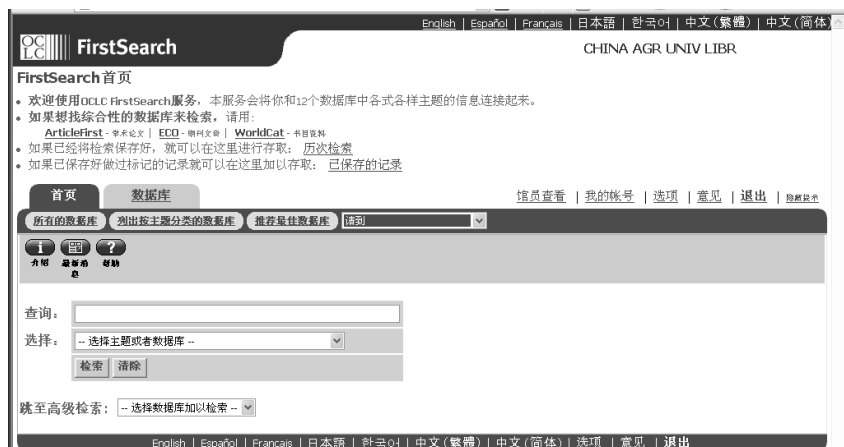 English | Español | Français | 日本語 | 한국어 | 中文(繁體) | 中文(简体)
OCLC FirstSearch CHINA AGR UNIV LIBR
FirstSearch首页
• 欢迎使用OCLC FirstSearch服务，本服务会将你和12个数据库中各式各样主题的信息连接起来。
• 如果想找综合性的数据库来检索，请用:
ArticleFirst - 学术论文 | ECO - 期刊文章 | WorldCat - 书目资料
• 如果已经将检索保存好，就可以在这里进行存取: 历次检索
• 如果已保存好做过标记的记录就可以在这里加以存取: 已保存的记录
首页 数据库 馆员查看 | 我的帐号 | 选项 | 意见 | 退出 | 隐藏提示
所有的数据库 列出按主题分类的数据库 推荐最佳数据库 请到
介绍 最新消息 帮助
查询:
选择: -- 选择主题或者数据库 --
检索 清除
跳至高级检索: -- 选择数据库加以检索 --
English | Español | Français | 日本語 | 한국어 | 中文(繁體) | 中文(简体) | 选项 | 意见 | 退出